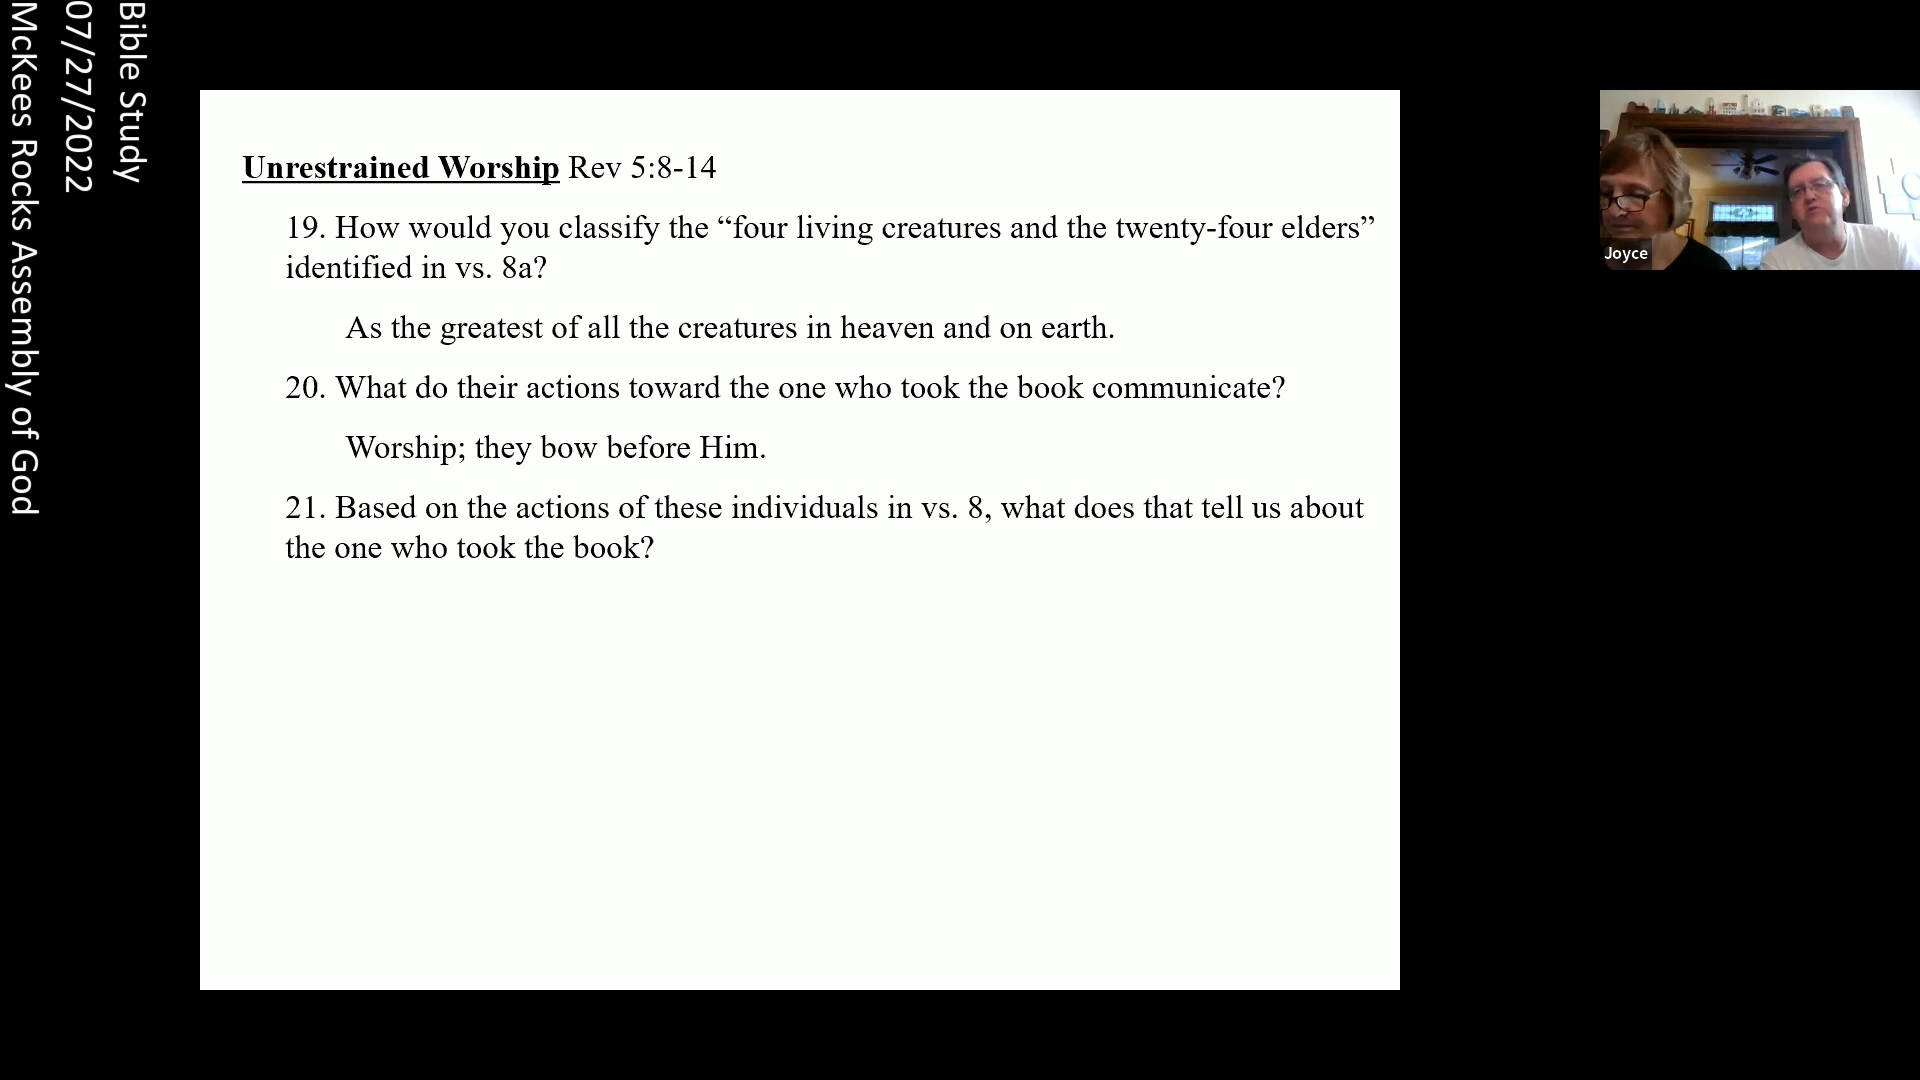 Bible Study
07/27/2022
McKees Rocks Assembly of God
Unrestrained Worship Rev 5:8-14
19. How would you classify the “four living creatures and the twenty-four elders”
identified in vs. 8a?
As the greatest of all the creatures in heaven and on earth.
20. What do their actions toward the one who took the book communicate?
Worship; they bow before Him.
21. Based on the actions of these individuals in vs. 8, what does that tell us about
the one who took the book?
Joyce